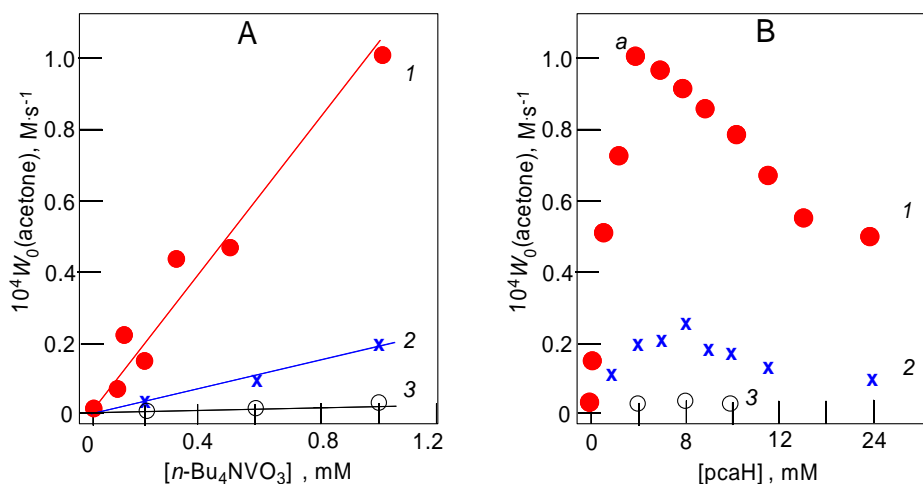 A
10⁴W₀(acetone), M·s⁻¹
1.0
0.8
0.6
0.4
0.2
0
1
2
3
0 0.4 0.8 1.2
[n-Bu₄NVO₃] , mM
B
10⁴W₀(acetone), M·s⁻¹
1.0
0.8
0.6
0.4
0.2
0
a
1
2
3
0 4 8 12 24
[pcaH], mM